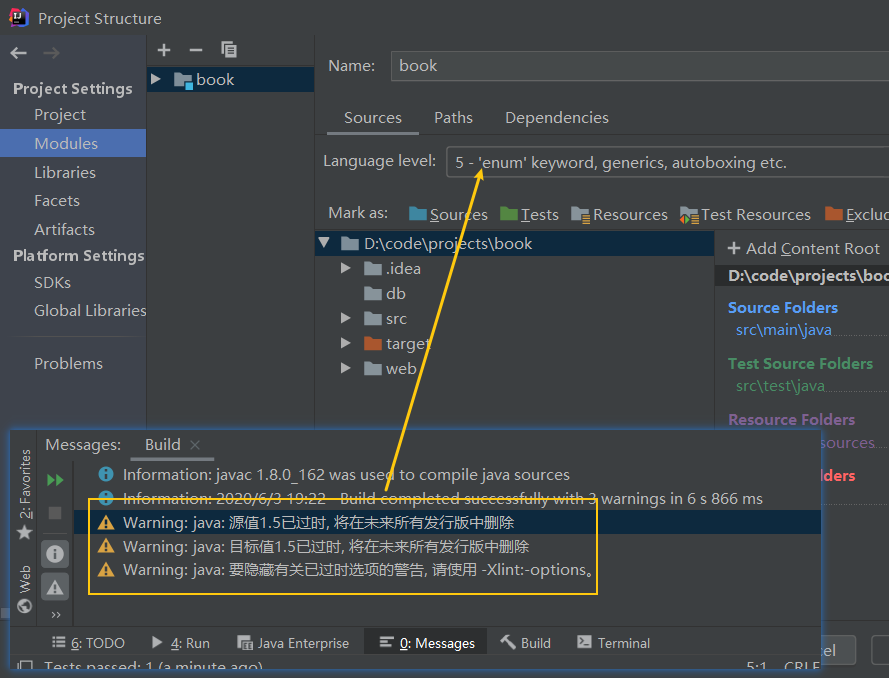 Project Structure
Project Settings
Project
Modules
Libraries
Facets
Artifacts
Platform Settings
SDKs
Global Libraries
Problems
book
Name: book
Sources Paths Dependencies
Language level: 5 - 'enum' keyword, generics, autoboxing etc.
Mark as: Sources Tests Resources Test Resources Exclud
D:\code\projects\book
.idea
db
src
target
web
+ Add Content Root
D:\code\projects\boo
Source Folders
src\main\java
Test Source Folders
src\test\java
Resource Folders
sources
lders
Messages: Build
Information: javac 1.8.0_162 was used to compile java sources
Information: 2020/6/3 19:22 - Build completed successfully with 3 warnings in 6 s 866 ms
Warning: java: 源值1.5已过时, 将在未来所有发行版中删除
Warning: java: 目标值1.5已过时, 将在未来所有发行版中删除
Warning: java: 要隐藏有关已过时选项的警告, 请使用 -Xlint:-options。
2: Favorites
Web
6: TODO 4: Run Java Enterprise 0: Messages Build Terminal
Tests passed: 1 (a minute ago)
5:1 CRLF
cel